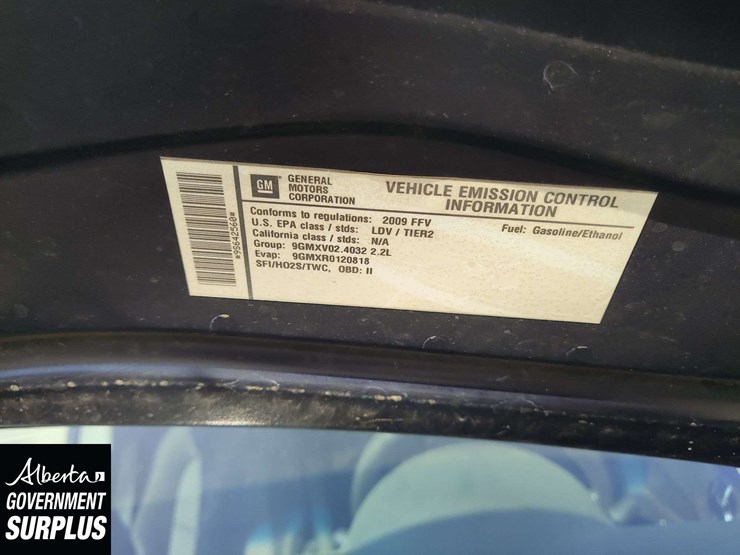 GM
GENERAL
MOTORS
CORPORATION
VEHICLE EMISSION CONTROL
INFORMATION
Conforms to regulations: 2009 FFV
Fuel: Gasoline/Ethanol
U.S. EPA class / stds: LDV / TIER2
California class / stds: N/A
Group: 9GMXV02.4032 2.2L
Evap: 9GMXR0120818
SFI/HO2S/TWC, OBD: II
*9S642560*
Alberta
GOVERNMENT
SURPLUS